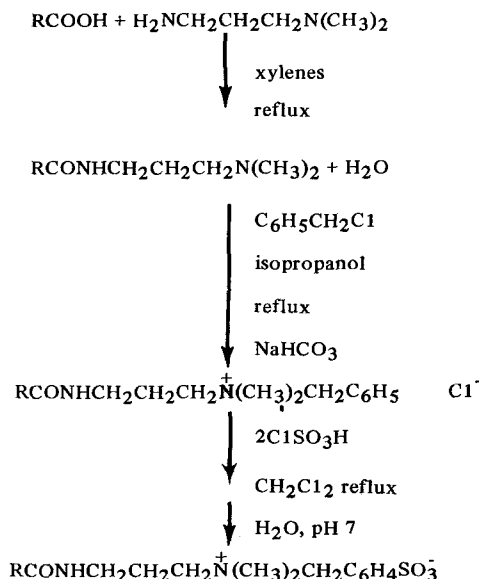 RCOOH + H₂NCH₂CH₂CH₂N(CH₃)₂
xylenes
reflux
RCONHCH₂CH₂CH₂N(CH₃)₂ + H₂O
C₆H₅CH₂Cl
isopropanol
reflux
NaHCO₃
RCONHCH₂CH₂CH₂N⁺(CH₃)₂CH₂C₆H₅ Cl⁻
2ClSO₃H
CH₂Cl₂ reflux
H₂O, pH 7
RCONHCH₂CH₂CH₂N⁺(CH₃)₂CH₂C₆H₄SO₃⁻